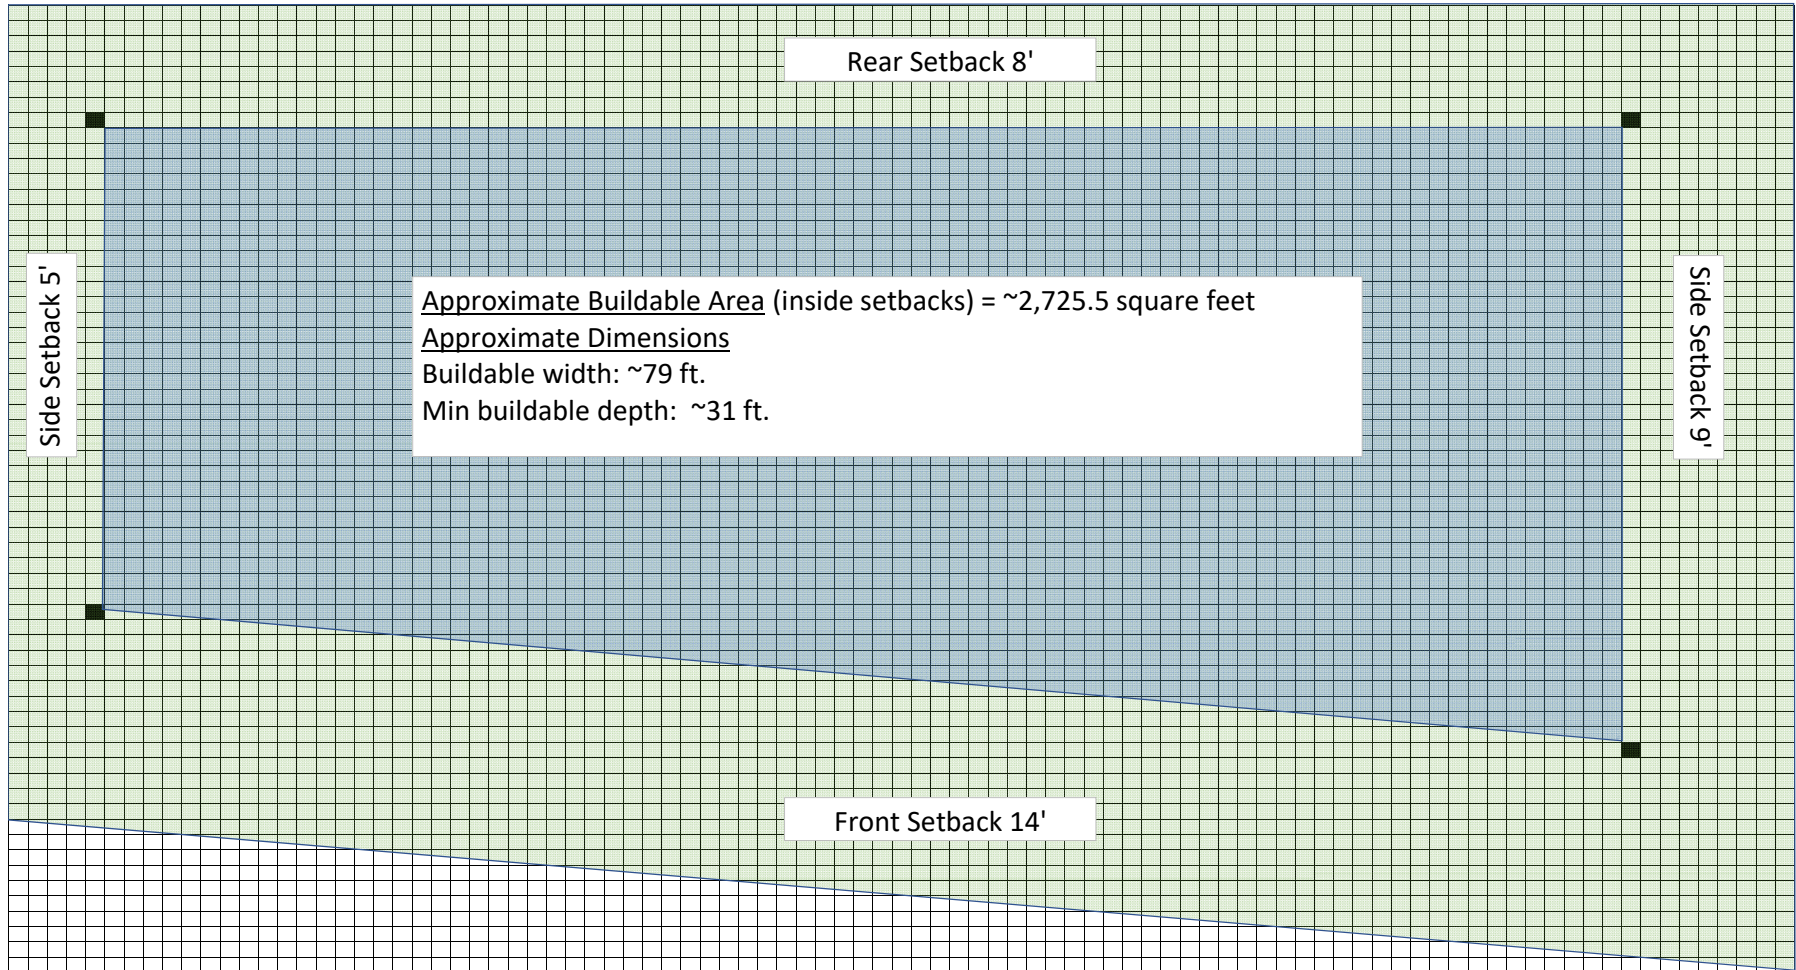 Rear Setback 8'
Side Setback 5'
Approximate Buildable Area (inside setbacks) = ~2,725.5 square feet
Approximate Dimensions
Buildable width: ~79 ft.
Min buildable depth:  ~31 ft.
Side Setback 9'
Front Setback 14'